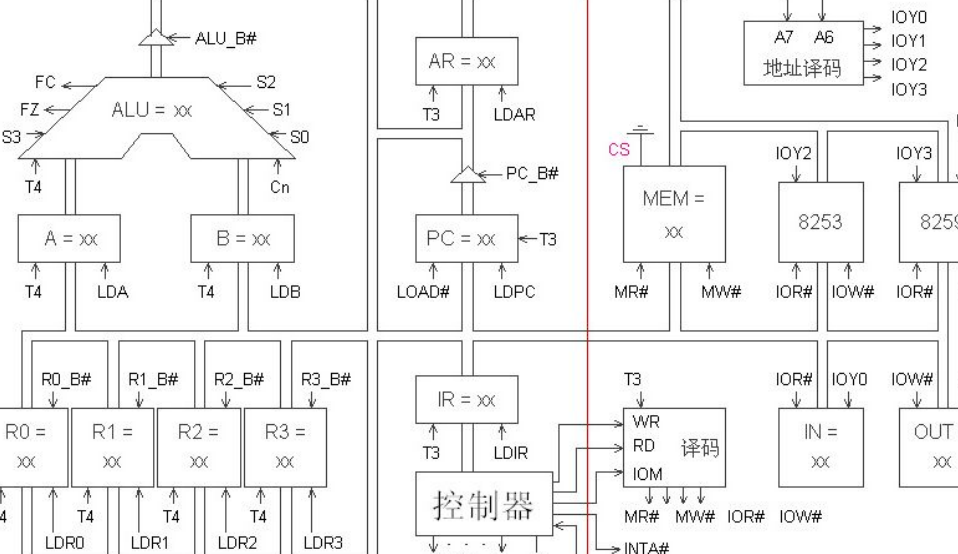 IOY0
ALU_B#
A7 A6
IOY1
AR = xx
地址译码
IOY2
FC
S2
IOY3
FZ
ALU = xx
S1
T3
LDAR
S3
S0
CS
IOY2
IOY3
PC_B#
T4
Cn
MEM =
xx
8253
A = xx
B = xx
PC = xx
T3
T4
LDA
T4
LDB
LOAD#
LDPC
MR#
MW#
IOR#
IOW#
IOR#
R0_B#
R1_B#
R2_B#
R3_B#
T3
IOR#
IOY0
IOW#
IR = xx
R0 =
xx
R1 =
xx
R2 =
xx
R3 =
xx
WR
RD
IOM
译码
IN =
xx
OUT
xx
T3
LDIR
控制器
T4
T4
T4
MR# MW# IOR# IOW#
LDR0
LDR1
LDR2
LDR3
· · ·
INTA#